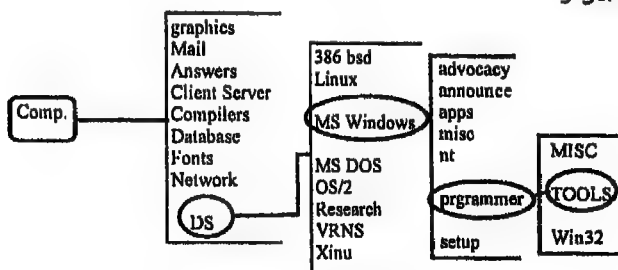 Comp.
graphics
Mail
Answers
Client Server
Compilers
Database
Fonts
Network
DS
386 bsd
Linux
MS Windows
MS DOS
OS/2
Research
VRNS
Xinu
advocacy
announce
apps
misc
nt
prgrammer
setup
MISC
TOOLS
Win32